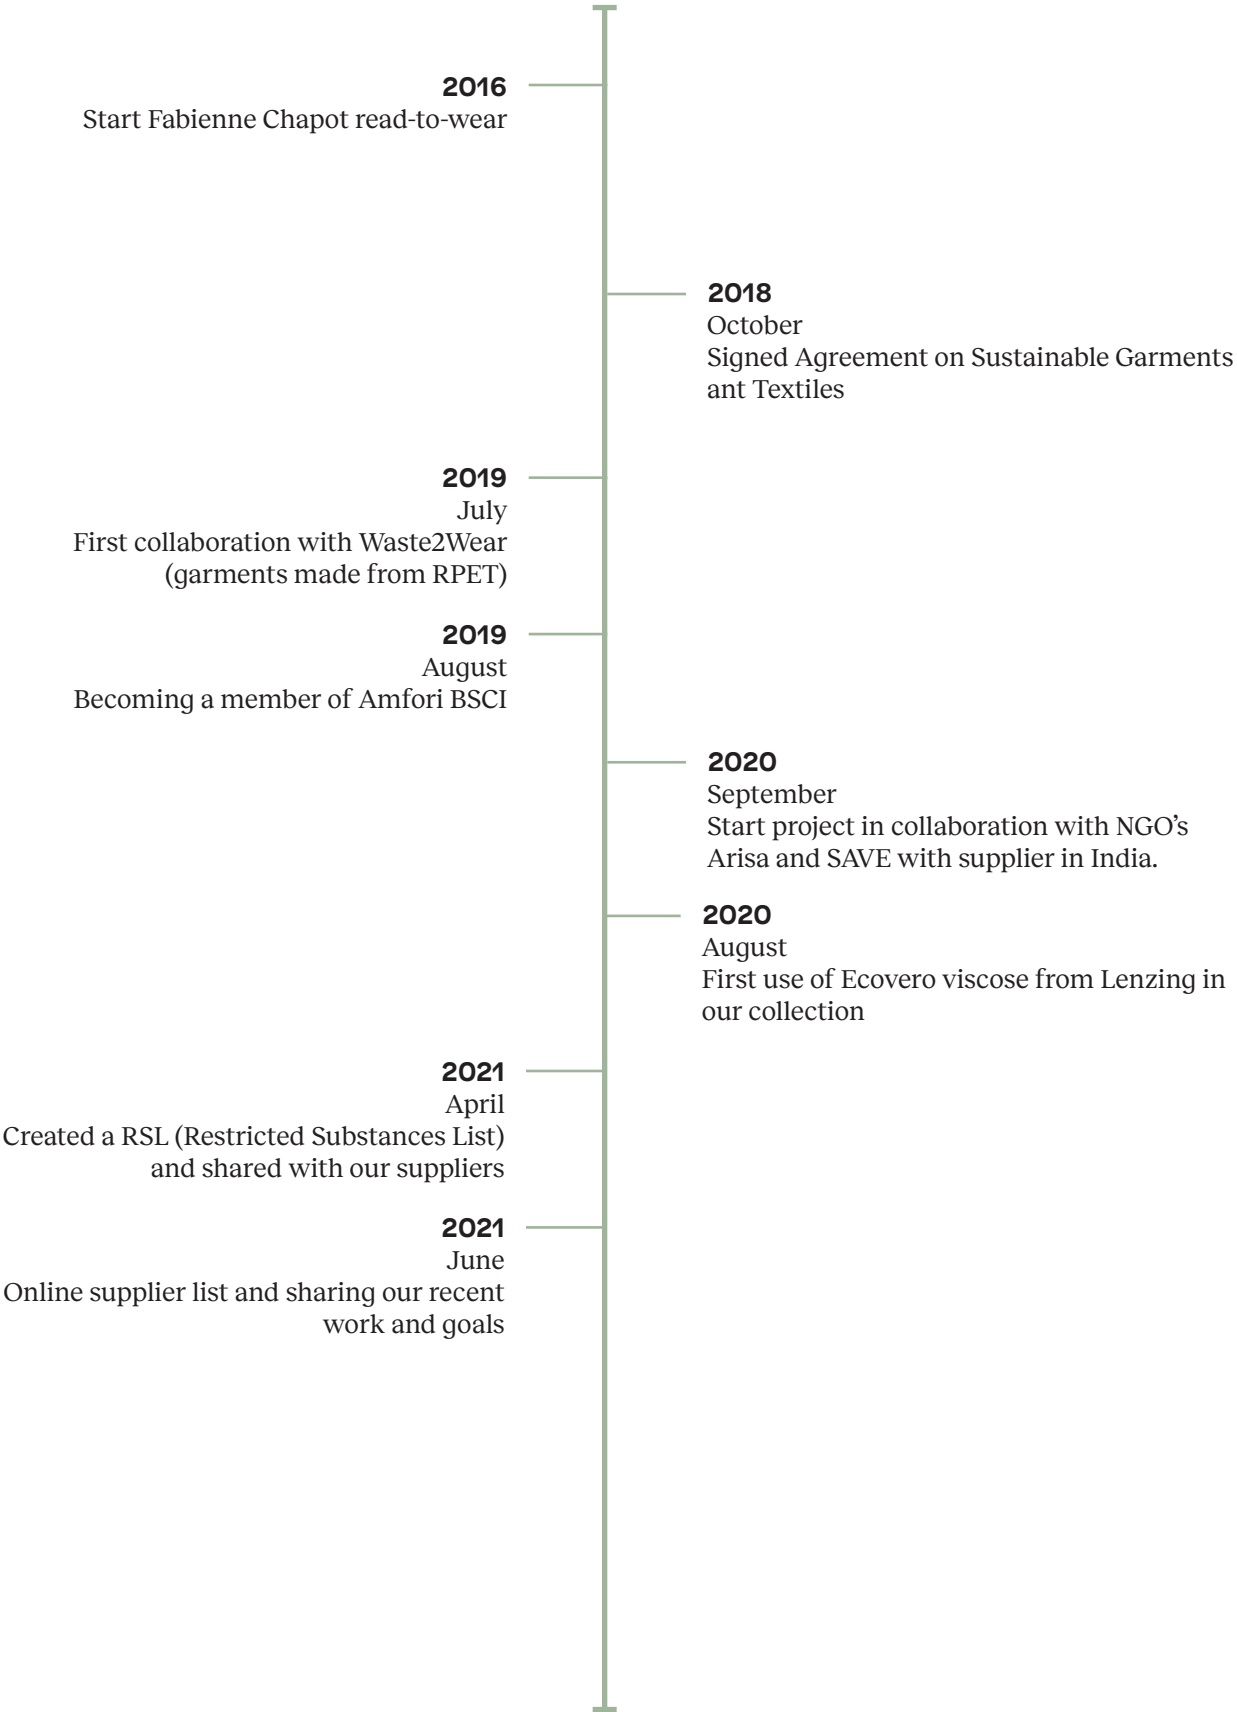 2016
Start Fabienne Chapot read-to-wear
2018
October
Signed Agreement on Sustainable Garments
ant Textiles
2019
July
First collaboration with Waste2Wear
(garments made from RPET)
2019
August
Becoming a member of Amfori BSCI
2020
September
Start project in collaboration with NGO’s
Arisa and SAVE with supplier in India.
2020
August
First use of Ecovero viscose from Lenzing in
our collection
2021
April
Created a RSL (Restricted Substances List)
and shared with our suppliers
2021
June
Online supplier list and sharing our recent
work and goals